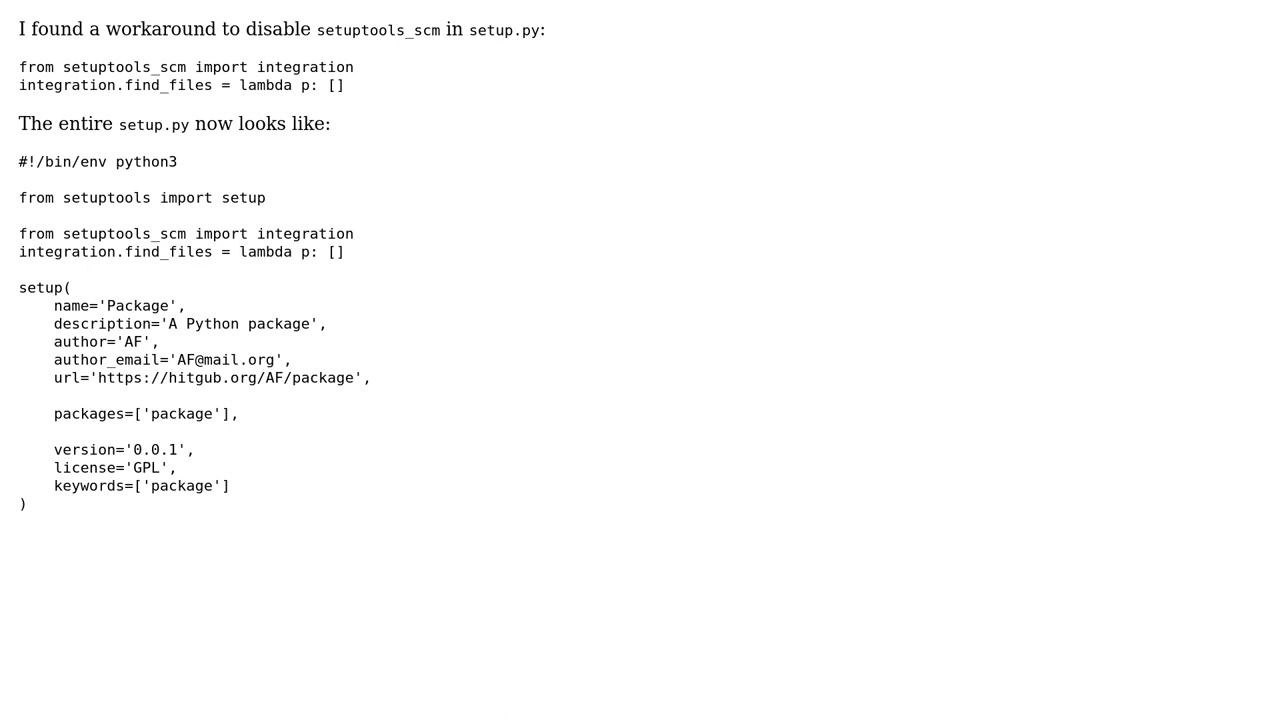 I found a workaround to disable setuptools_scm in setup.py:
from setuptools_scm import integration
integration.find_files = lambda p: []
The entire setup.py now looks like:
#!/bin/env python3
from setuptools import setup
from setuptools_scm import integration
integration.find_files = lambda p: []
setup(
    name='Package',
    description='A Python package',
    author='AF',
    author_email='AF@mail.org',
    url='https://hitgub.org/AF/package',
    packages=['package'],
    version='0.0.1',
    license='GPL',
    keywords=['package']
)